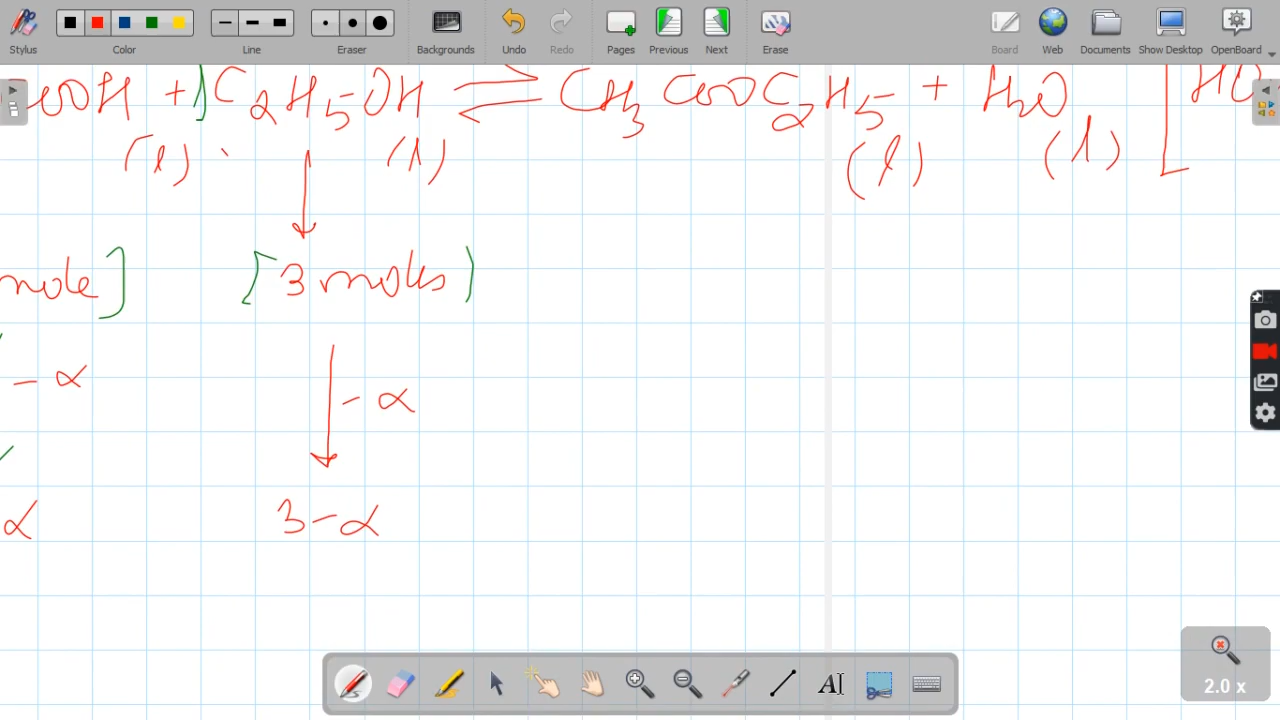 Stylus Color Line Eraser Backgrounds Undo Redo Pages Previous Next Erase Board Web Documents Show Desktop OpenBoard
COOH + C2H5OH ⇌ CH3COOC2H5 + H2O
(l) (l) (l) (l)
mole] [3 moles]
- α - α
α 3 - α
2.0 x